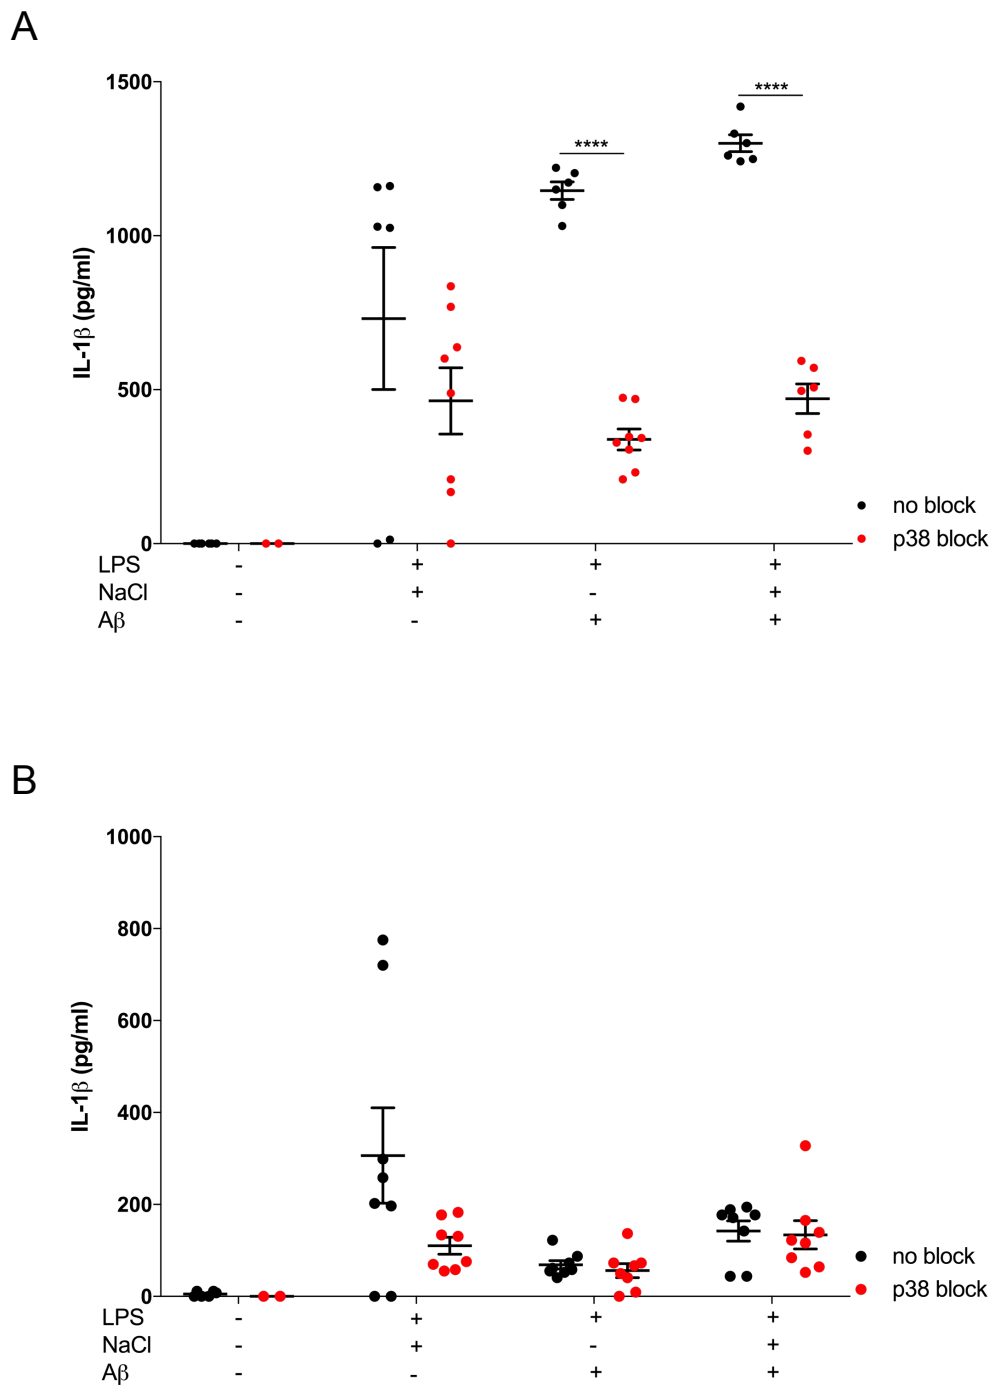 A
1500
****
****
1000
IL-1β (pg/ml)
500
no block
0
p38 block
LPS - + + +
NaCl - + - +
Aβ - - + +
B
1000
800
600
IL-1β (pg/ml)
400
200
no block
0
p38 block
LPS - + + +
NaCl - + - +
Aβ - - + +